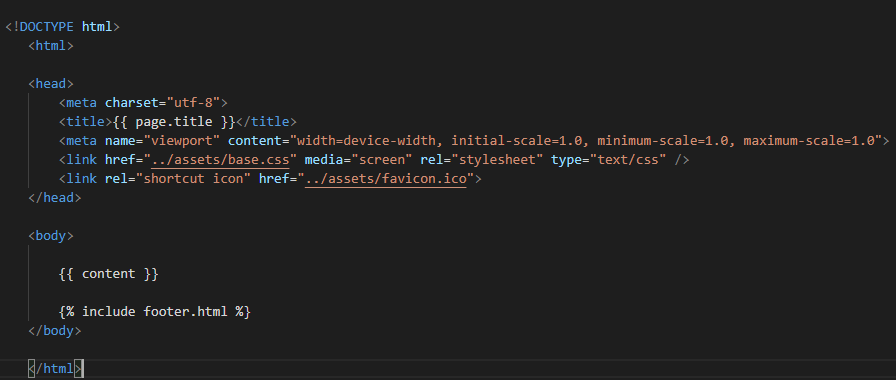 <!DOCTYPE html>
<html>
<head>
<meta charset="utf-8">
<title>{{ page.title }}</title>
<meta name="viewport" content="width=device-width, initial-scale=1.0, minimum-scale=1.0, maximum-scale=1.0">
<link href="../assets/base.css" media="screen" rel="stylesheet" type="text/css" />
<link rel="shortcut icon" href="../assets/favicon.ico">
</head>
<body>
{{ content }}
{% include footer.html %}
</body>
</html>